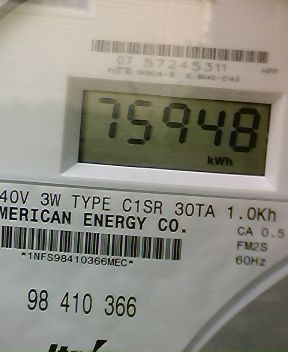 07 57245311
75948
kWh
40V 3W TYPE C1SR 30TA 1.0Kh
MERICAN ENERGY CO.
CA 0.5
FM2S
60Hz
*1NFS98410366MEC*
98 410 366